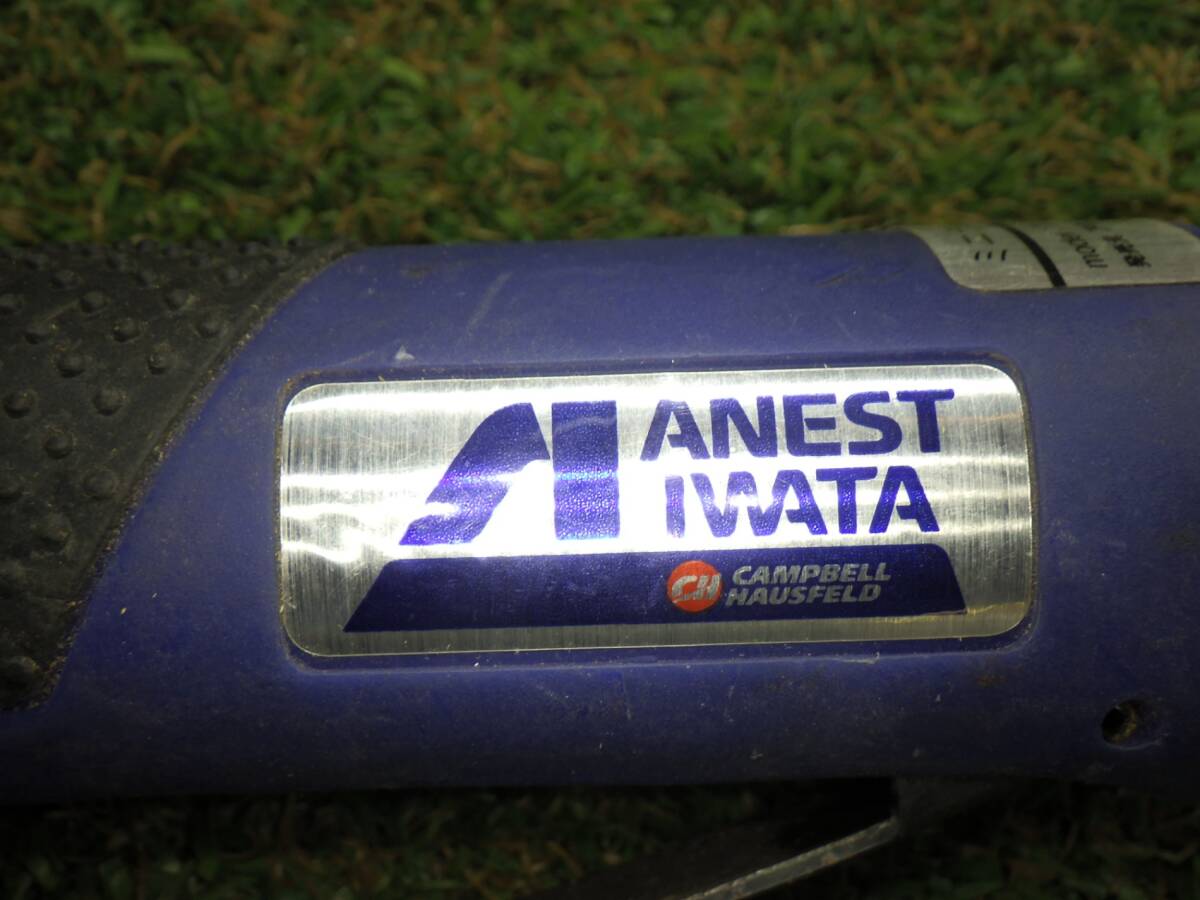 ANEST
IWATA
CH CAMPBELL
HAUSFELD